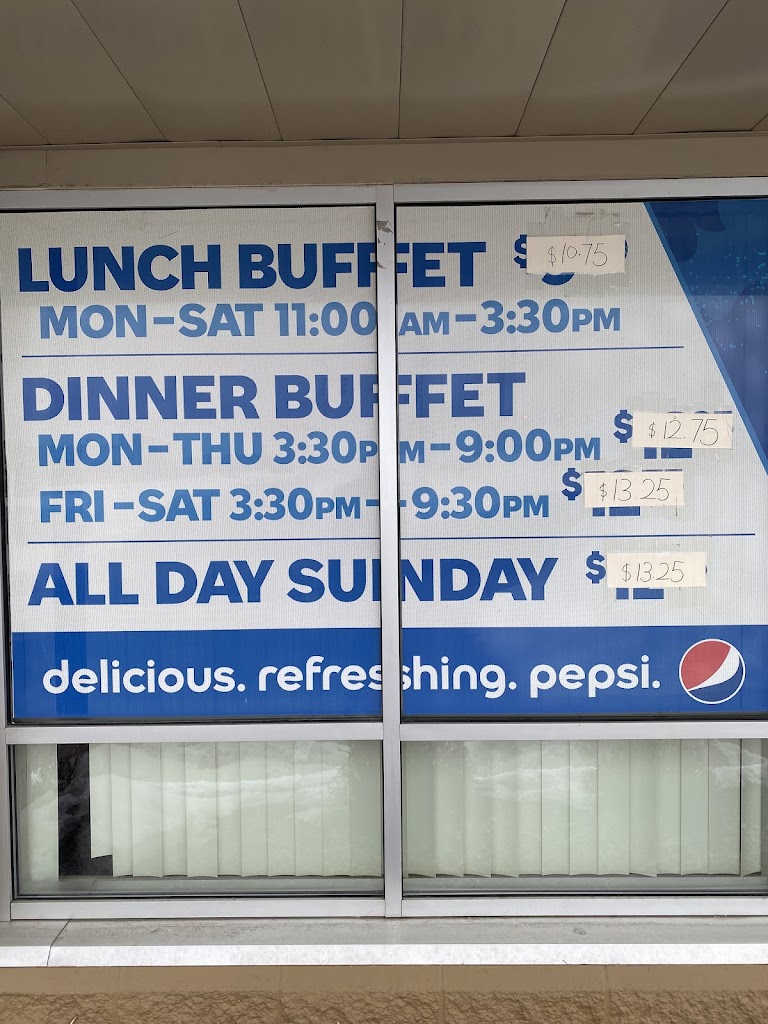 LUNCH BUFFET $10.75
MON-SAT 11:00AM-3:30PM
DINNER BUFFET
MON-THU 3:30PM-9:00PM $12.75
FRI-SAT 3:30PM-9:30PM $13.25
ALL DAY SUNDAY $13.25
delicious. refreshing. pepsi.